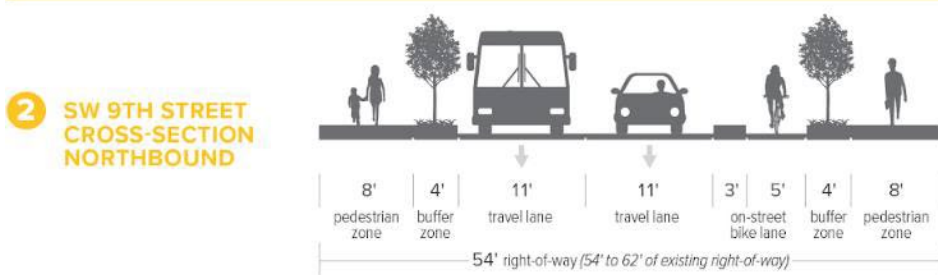 2 SW 9TH STREET
CROSS-SECTION
NORTHBOUND
8' 4' 11' 11' 3' 5' 4' 8'
pedestrian zone buffer zone travel lane travel lane on-street bike lane buffer zone pedestrian zone
54' right-of-way (54' to 62' of existing right-of-way)